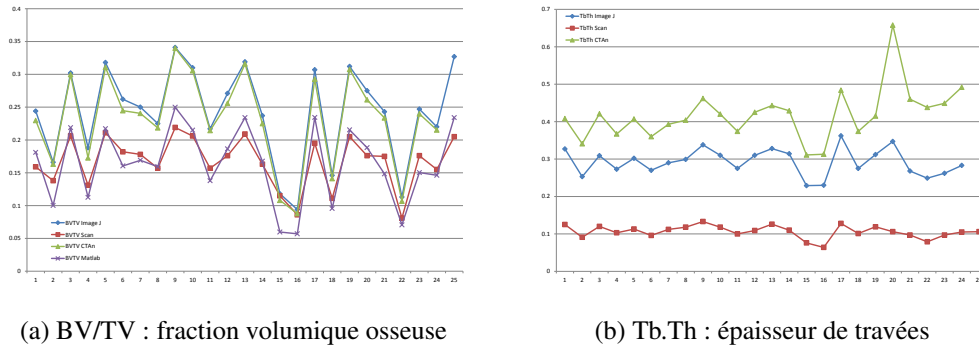 0.4
0.35
0.3
0.25
0.2
0.15
0.1
0.05
0
BVTV Image J
BVTV Scan
BVTV CTAn
BVTV Matlab
1 2 3 4 5 6 7 8 9 10 11 12 13 14 15 16 17 18 19 20 21 22 23 24 25
(a) BV/TV : fraction volumique osseuse
0.7
0.6
0.5
0.4
0.3
0.2
0.1
0
TbTh Image J
TbTh Scan
TbTh CTAn
1 2 3 4 5 6 7 8 9 10 11 12 13 14 15 16 17 18 19 20 21 22 23 24
(b) Tb.Th : épaisseur de travées